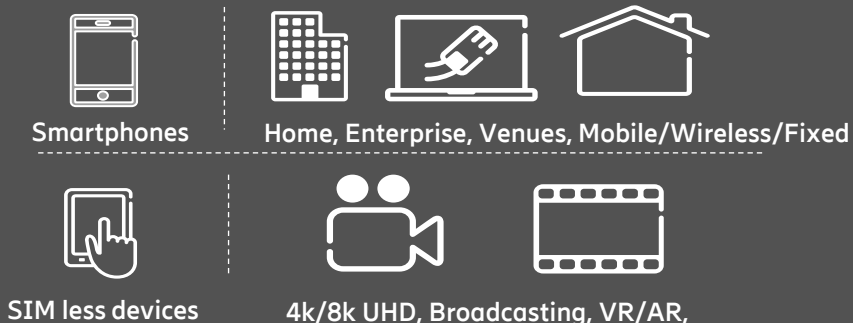 Smartphones
Home, Enterprise, Venues, Mobile/Wireless/Fixed
SIM less devices
4k/8k UHD, Broadcasting, VR/AR,